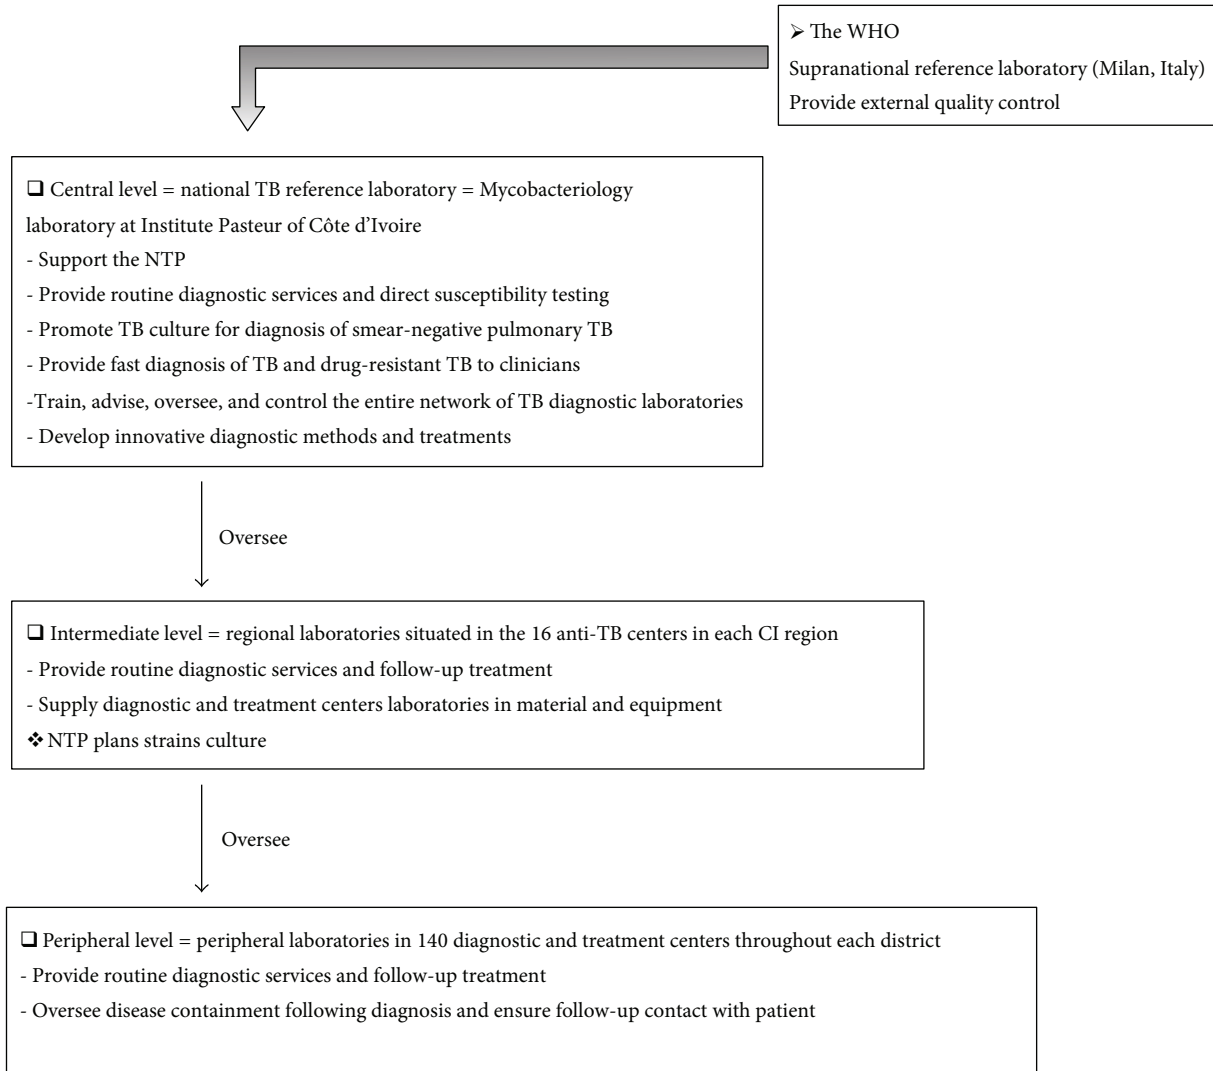 ➢ The WHO
Supranational reference laboratory (Milan, Italy)
Provide external quality control
❑ Central level = national TB reference laboratory = Mycobacteriology
laboratory at Institute Pasteur of Côte d’Ivoire
- Support the NTP
- Provide routine diagnostic services and direct susceptibility testing
- Promote TB culture for diagnosis of smear-negative pulmonary TB
- Provide fast diagnosis of TB and drug-resistant TB to clinicians
-Train, advise, oversee, and control the entire network of TB diagnostic laboratories
- Develop innovative diagnostic methods and treatments
Oversee
❑ Intermediate level = regional laboratories situated in the 16 anti-TB centers in each CI region
- Provide routine diagnostic services and follow-up treatment
- Supply diagnostic and treatment centers laboratories in material and equipment
❖ NTP plans strains culture
Oversee
❑ Peripheral level = peripheral laboratories in 140 diagnostic and treatment centers throughout each district
- Provide routine diagnostic services and follow-up treatment
- Oversee disease containment following diagnosis and ensure follow-up contact with patient